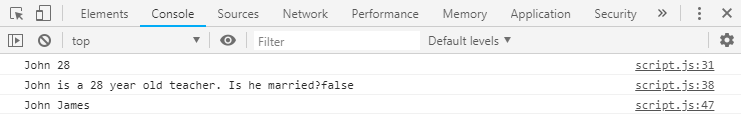 Elements Console Sources Network Performance Memory Application Security »
top Filter Default levels
John 28 script.js:31
John is a 28 year old teacher. Is he married?false script.js:38
John James script.js:47